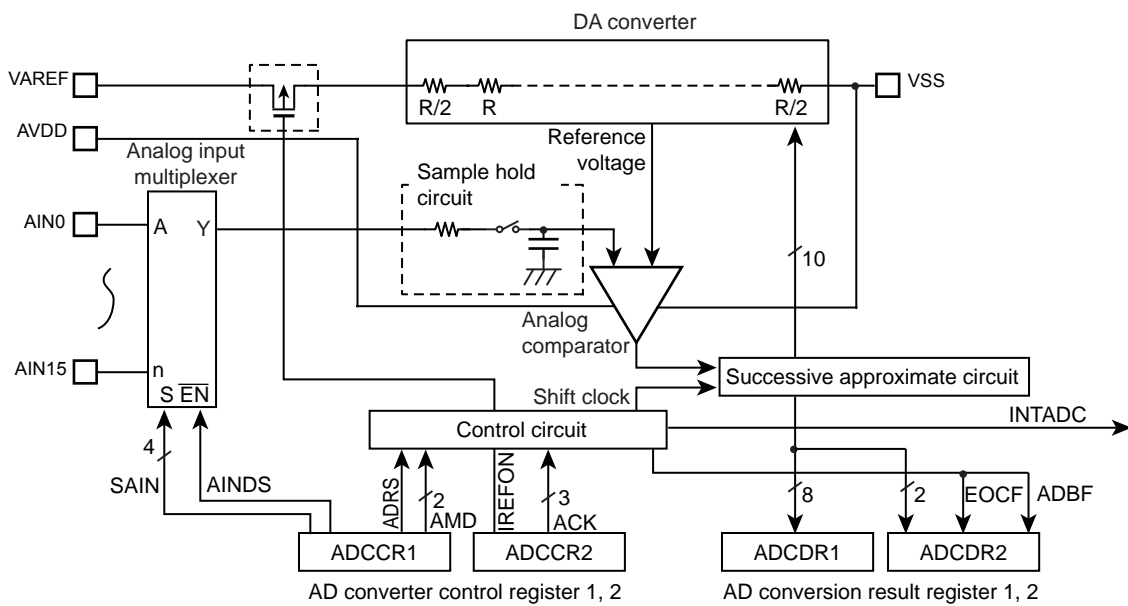 DA converter
VAREF
VSS
R/2
R
R/2
AVDD
Analog input
multiplexer
Reference
voltage
Sample hold
circuit
AIN0
A
Y
10
Analog
comparator
AIN15
n
S EN
Successive approximate circuit
Shift clock
INTADC
Control circuit
4
SAIN
AINDS
ADRS
2
AMD
IREFON
3
ACK
8
2
EOCF
ADBF
ADCCR1
ADCCR2
ADCDR1
ADCDR2
AD converter control register 1, 2
AD conversion result register 1, 2